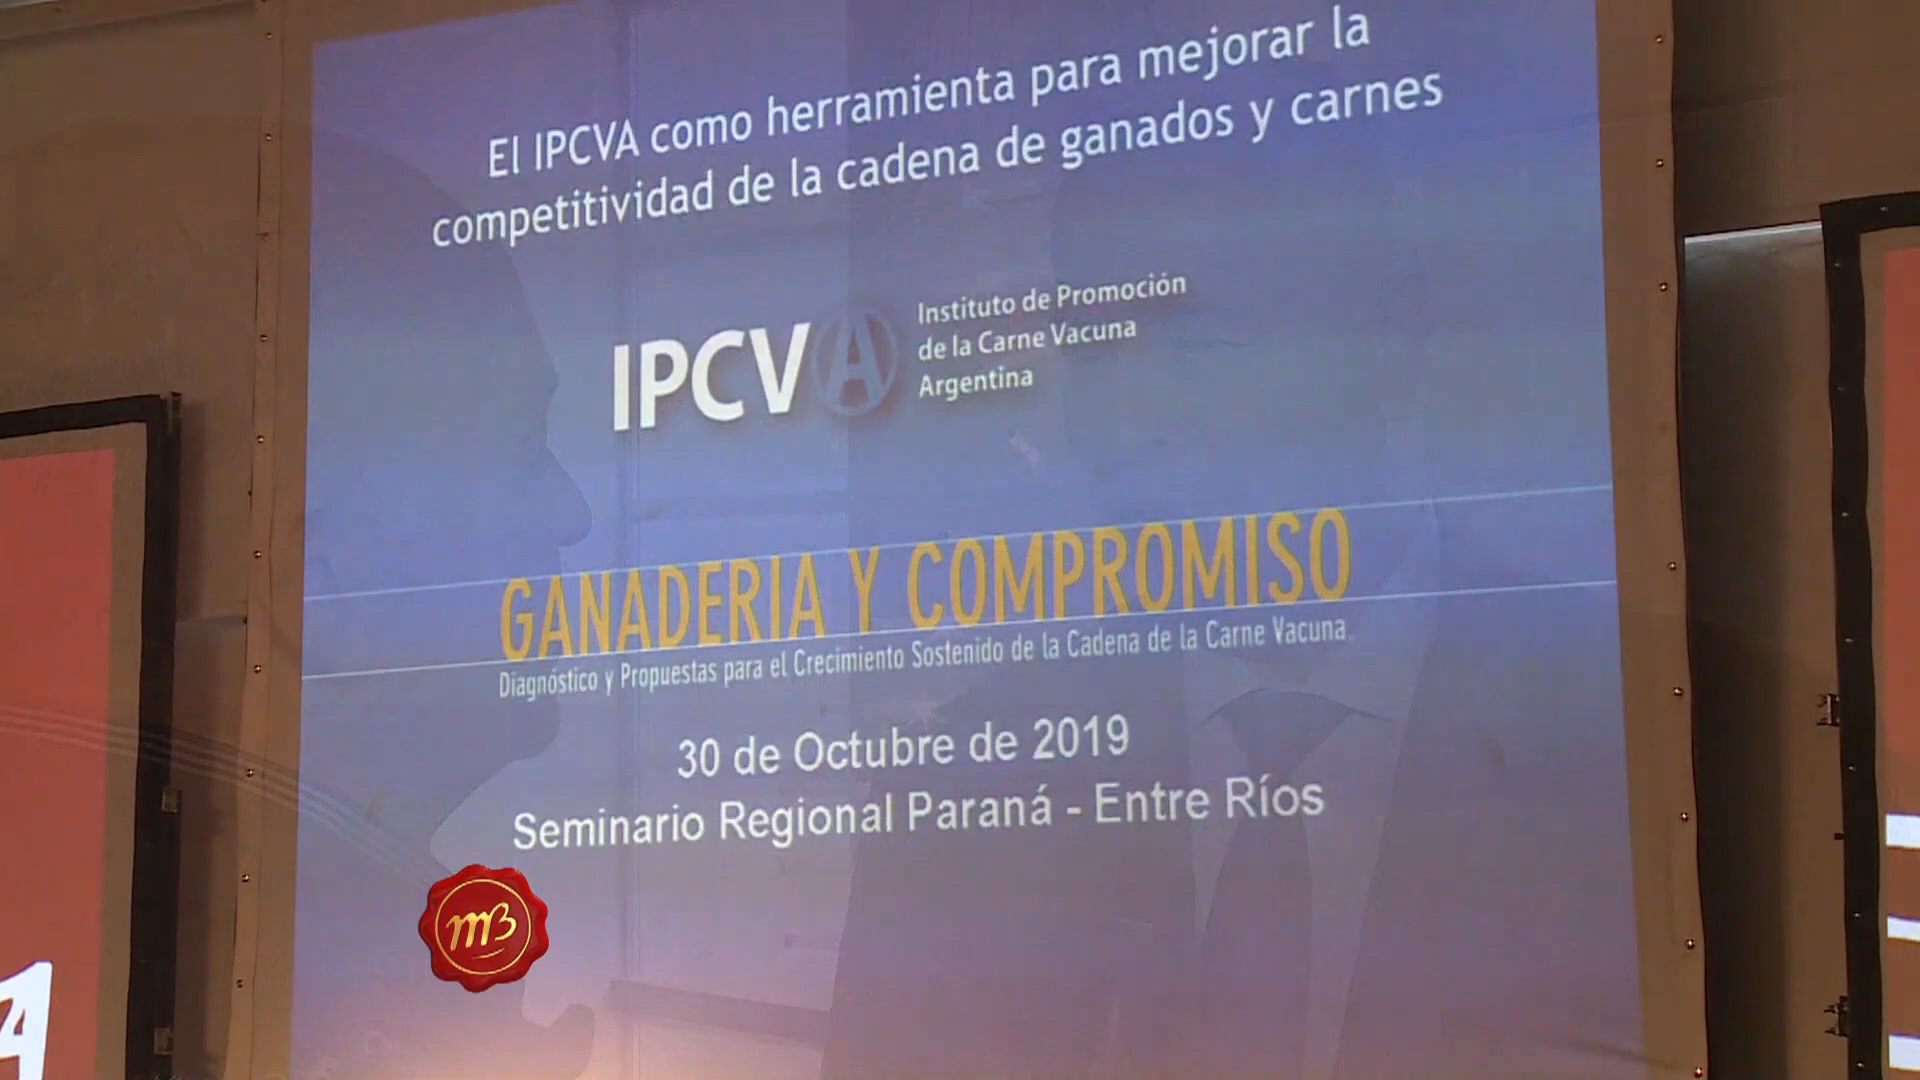 El IPCVA como herramienta para mejorar la
competitividad de la cadena de ganados y carnes
IPCVA
Instituto de Promoción
de la Carne Vacuna
Argentina
GANADERIA Y COMPROMISO
Diagnóstico y Propuestas para el Crecimiento Sostenido de la Cadena de la Carne Vacuna.
30 de Octubre de 2019
Seminario Regional Paraná - Entre Ríos
mB
A